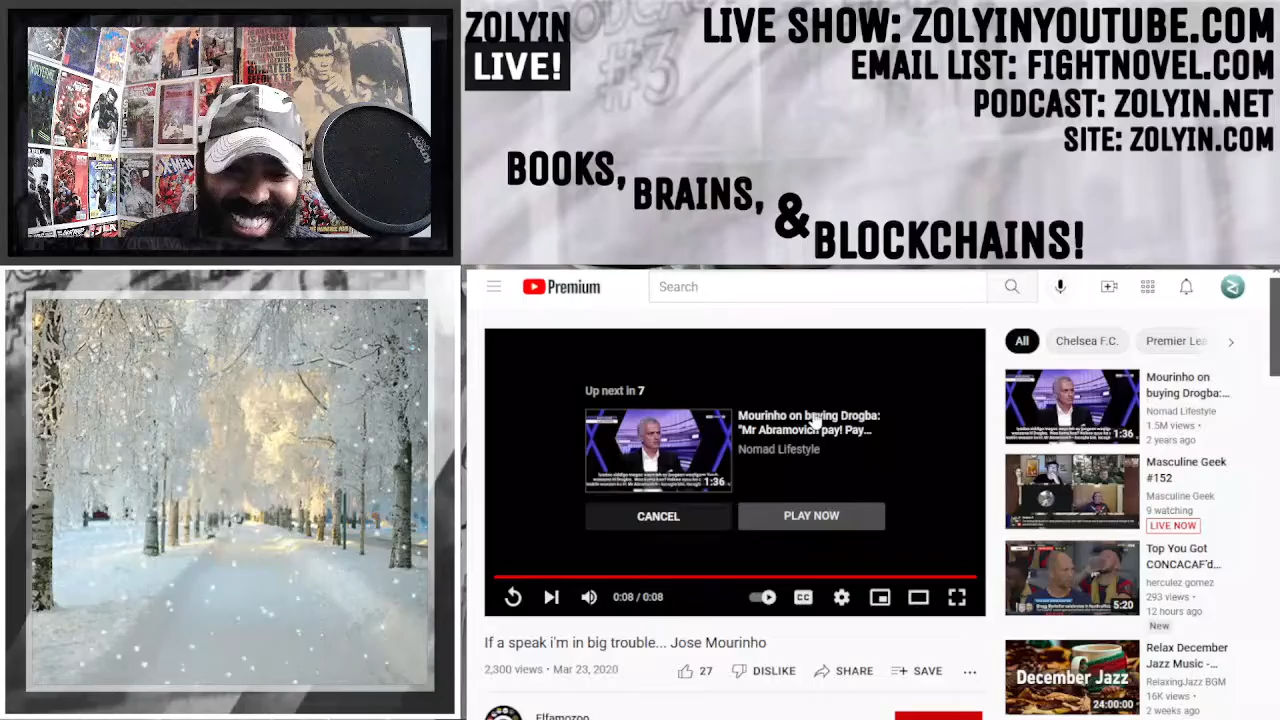 ZOLYIN
LIVE!
PODCAST
#3
LIVE SHOW: ZOLYINYOUTUBE.COM
EMAIL LIST: FIGHTNOVEL.COM
PODCAST: ZOLYIN.NET
SITE: ZOLYIN.COM
BOOKS,
BRAINS,
&
BLOCKCHAINS!
WOLVERINE
X-MEN
Premium
Search
Up next in 7
Mourinho on buying Drogba:
"Mr Abramovich pay! Pay...
Nomad Lifestyle
1:36
CANCEL
PLAY NOW
0:08 / 0:08
CC
If a speak i'm in big trouble... Jose Mourinho
2,300 views • Mar 23, 2020
27
DISLIKE
SHARE
SAVE
...
Elfamozoo
All
Chelsea F.C.
Premier Lea
Mourinho on
buying Drogba:...
Nomad Lifestyle
1.5M views •
2 years ago
1:36
Masculine Geek
#152
Masculine Geek
9 watching
LIVE NOW
Top You Got
CONCACAF'd...
herculez gomez
293 views •
12 hours ago
New
5:20
Relax December
Jazz Music -...
RelaxingJazz BGM
16K views •
2 weeks ago
December Jazz
24:00:00